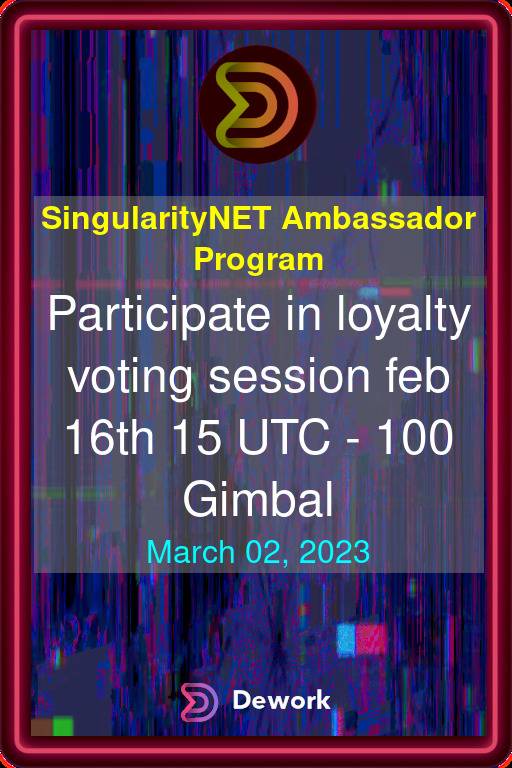 SingularityNET Ambassador
Program
Participate in loyalty
voting session feb
16th 15 UTC - 100
Gimbal
March 02, 2023
Dework